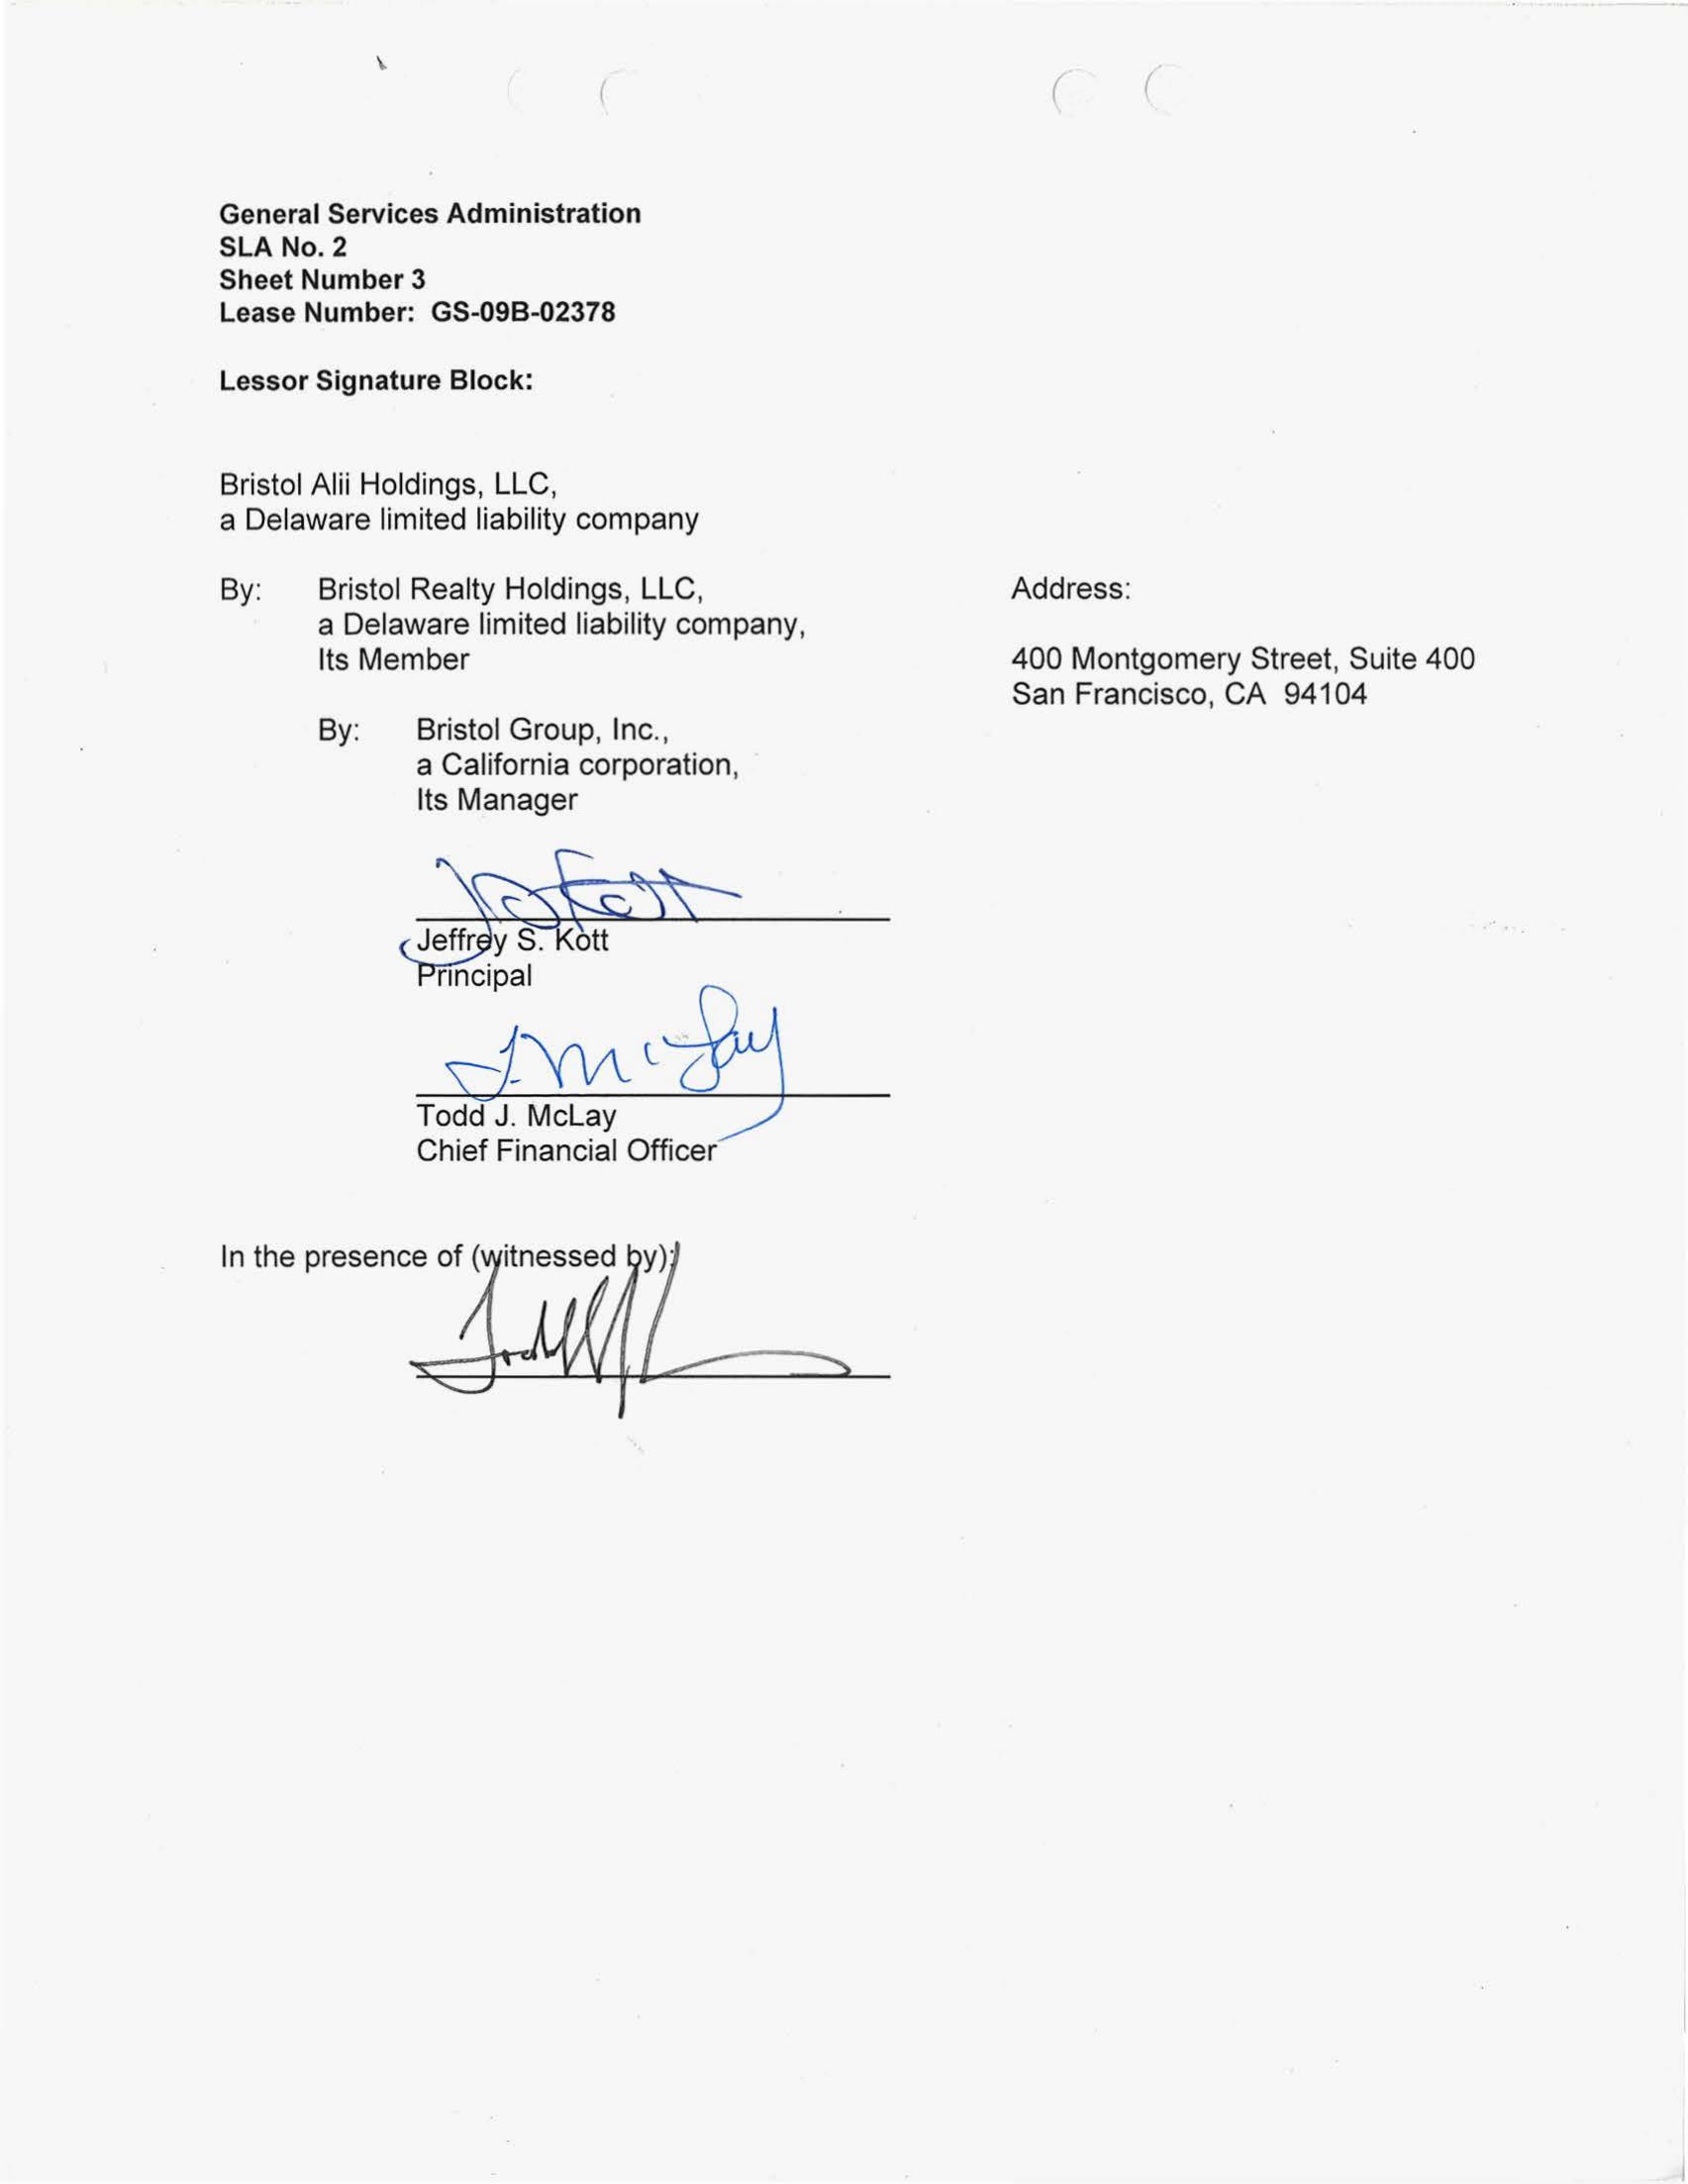 General Services Administration
SLA No. 2
Sheet Number 3
Lease Number: GS-09B-02378
Lessor Signature Block:
Bristol Alii Holdings, LLC,
a Delaware limited liability company
By: Bristol Realty Holdings, LLC,
a Delaware limited liability company,
Its Member
Address:
400 Montgomery Street, Suite 400
San Francisco, CA 94104
By: Bristol Group, Inc.,
a California corporation,
Its Manager
Jeffrey S. Kott
Principal
J. McLay
Todd J. McLay
Chief Financial Officer
In the presence of (witnessed by):